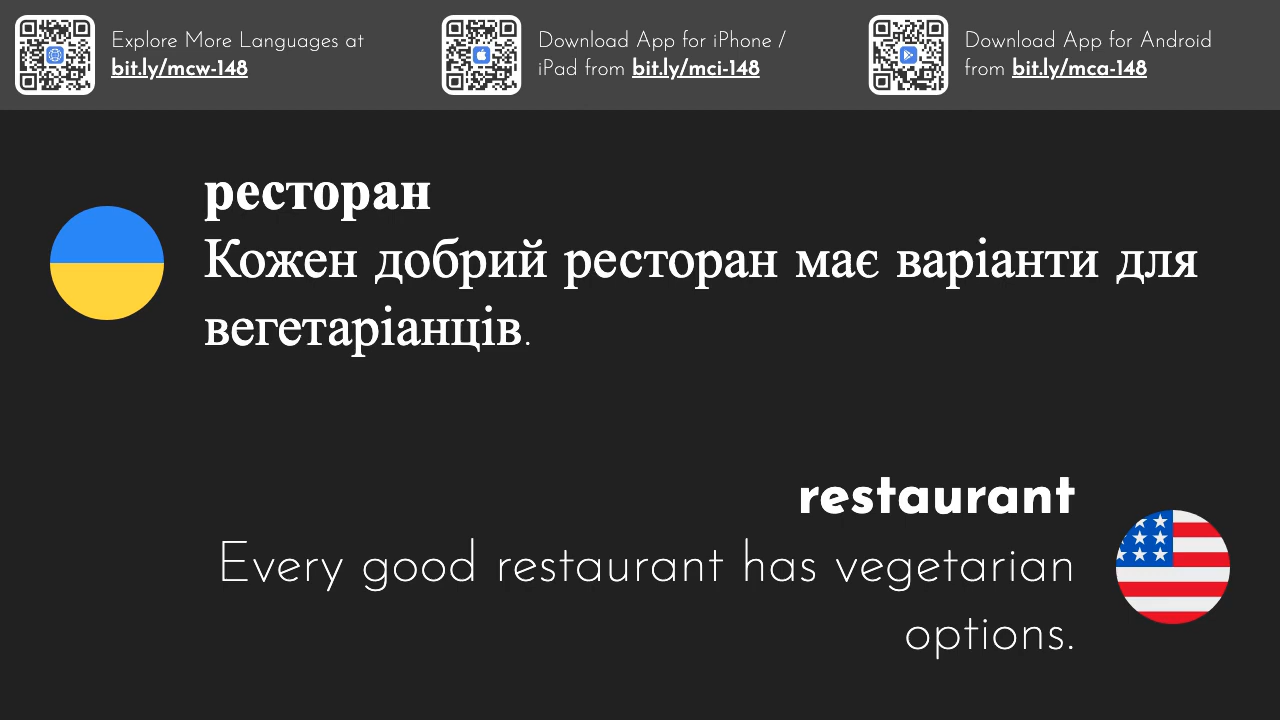 Explore More Languages at
bit.ly/mcw-148
Download App for iPhone /
iPad from bit.ly/mci-148
Download App for Android
from bit.ly/mca-148
ресторан
Кожен добрий ресторан має варіанти для
вегетаріанців.
restaurant
Every good restaurant has vegetarian
options.